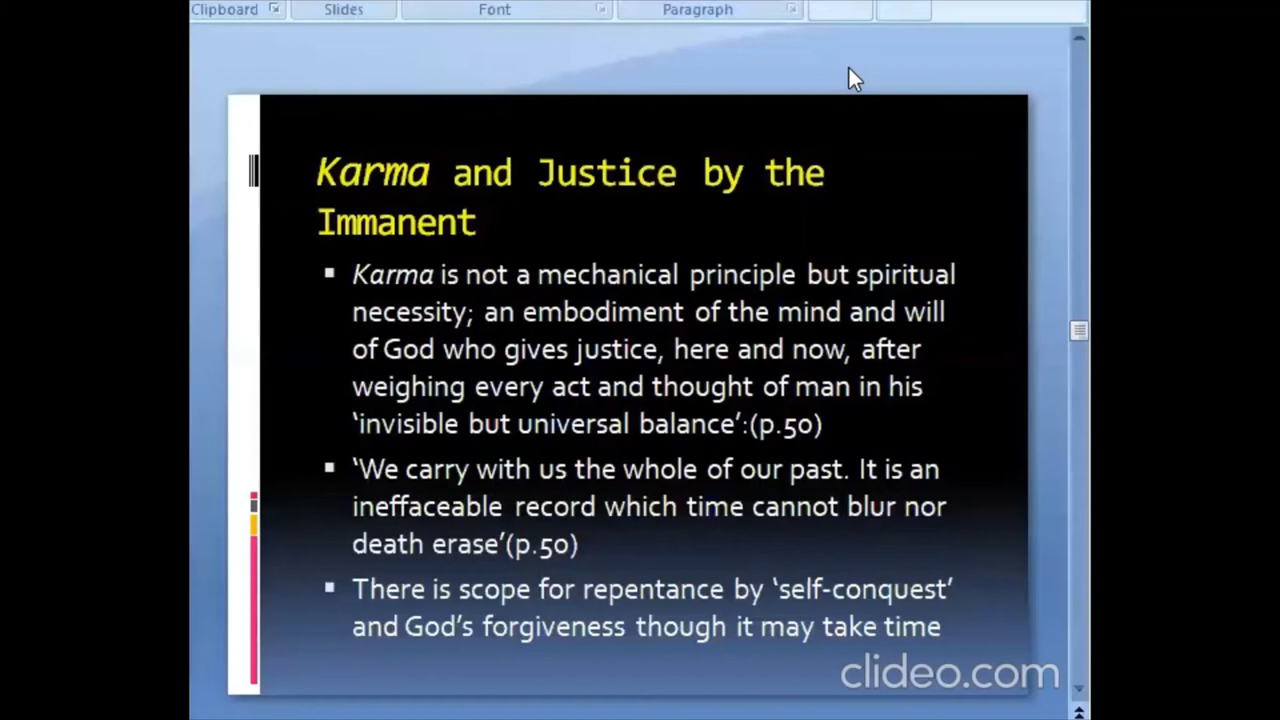 Clipboard Slides Font Paragraph
Karma and Justice by the
Immanent
▪ Karma is not a mechanical principle but spiritual
necessity; an embodiment of the mind and will
of God who gives justice, here and now, after
weighing every act and thought of man in his
‘invisible but universal balance’:(p.50)
▪ ‘We carry with us the whole of our past. It is an
ineffaceable record which time cannot blur nor
death erase’(p.50)
▪ There is scope for repentance by ‘self-conquest’
and God’s forgiveness though it may take time
clideo.com